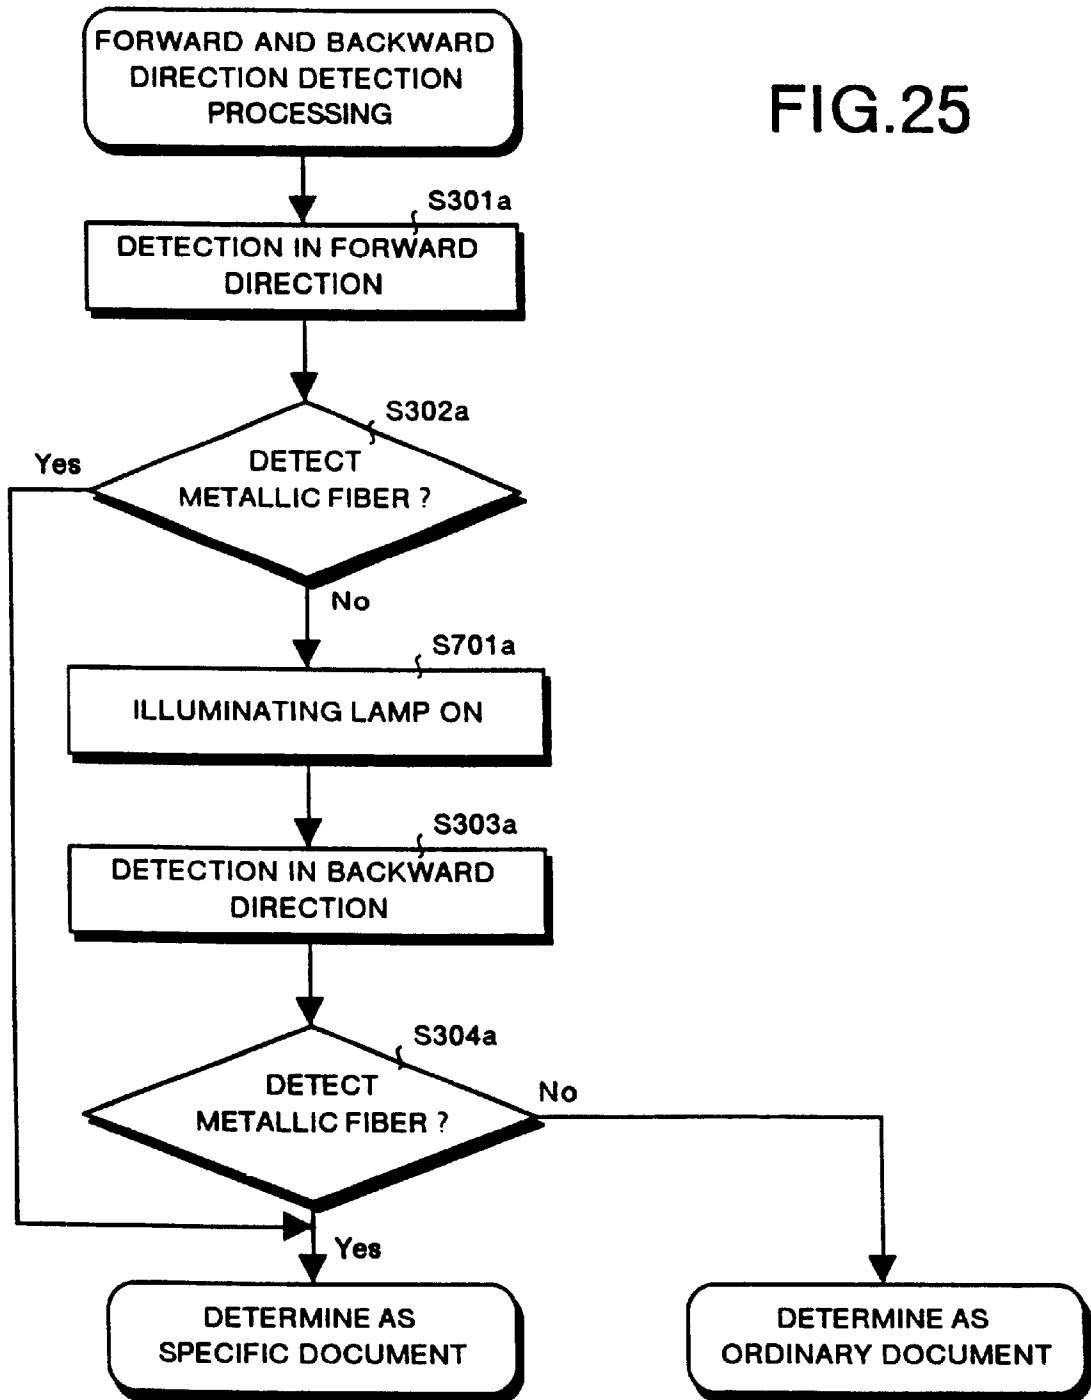 FORWARD AND BACKWARD
DIRECTION DETECTION
PROCESSING
FIG.25
S301a
DETECTION IN FORWARD
DIRECTION
S302a
Yes
DETECT
METALLIC FIBER ?
No
S701a
ILLUMINATING LAMP ON
S303a
DETECTION IN BACKWARD
DIRECTION
S304a
DETECT
METALLIC FIBER ?
No
Yes
DETERMINE AS
SPECIFIC DOCUMENT
DETERMINE AS
ORDINARY DOCUMENT